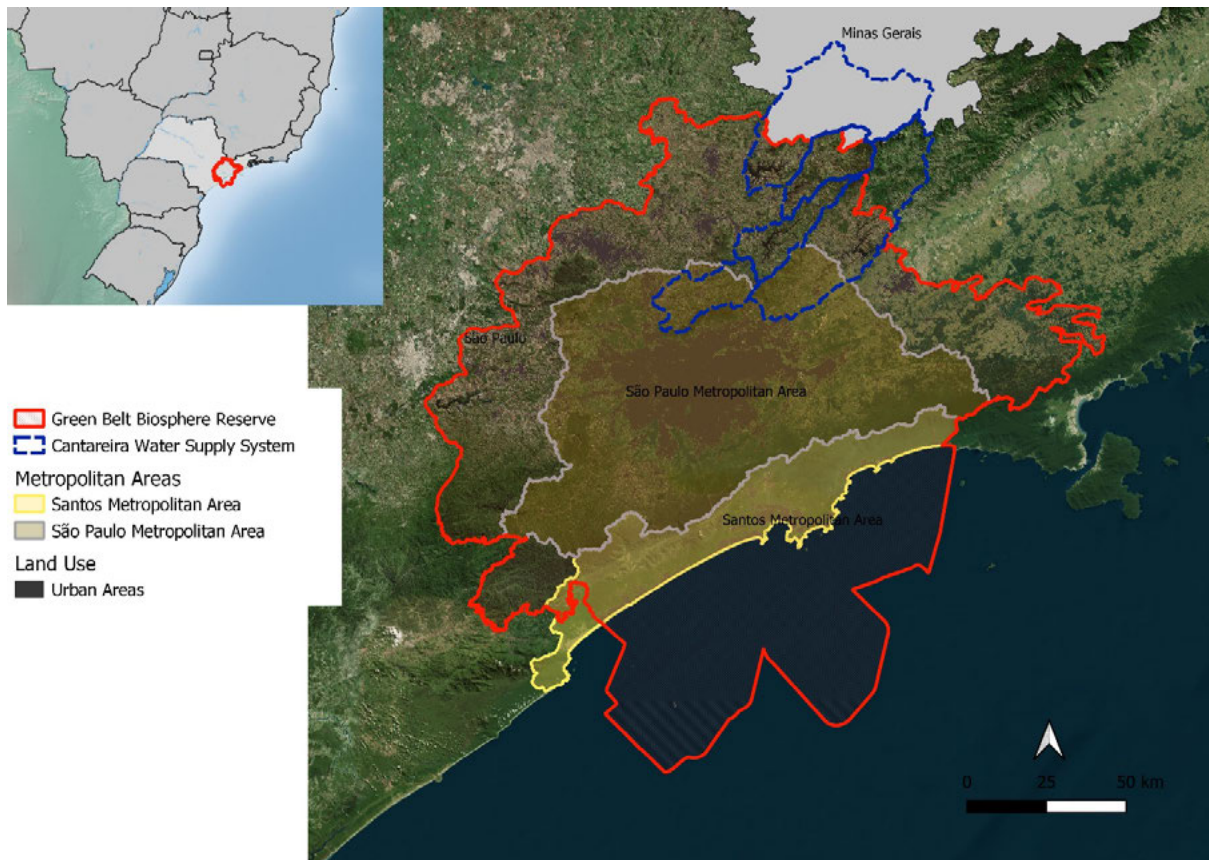 Minas Gerais
São Paulo
São Paulo Metropolitan Area
Santos Metropolitan Area
Green Belt Biosphere Reserve
Cantareira Water Supply System
Metropolitan Areas
Santos Metropolitan Area
São Paulo Metropolitan Area
Land Use
Urban Areas
0 25 50 km